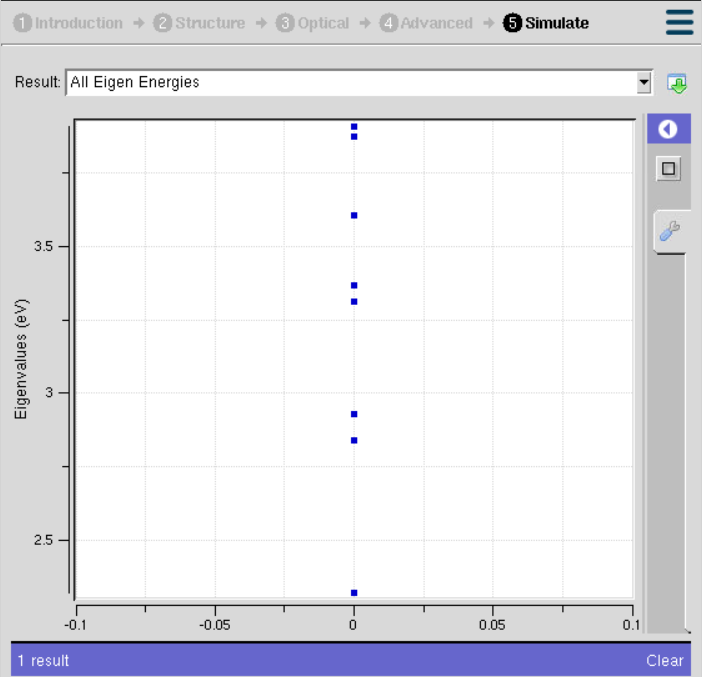 1 Introduction → 2 Structure → 3 Optical → 4 Advanced → 5 Simulate
Result: All Eigen Energies
3.5
3
2.5
Eigenvalues (eV)
-0.1 -0.05 0 0.05 0.1
1 result Clear